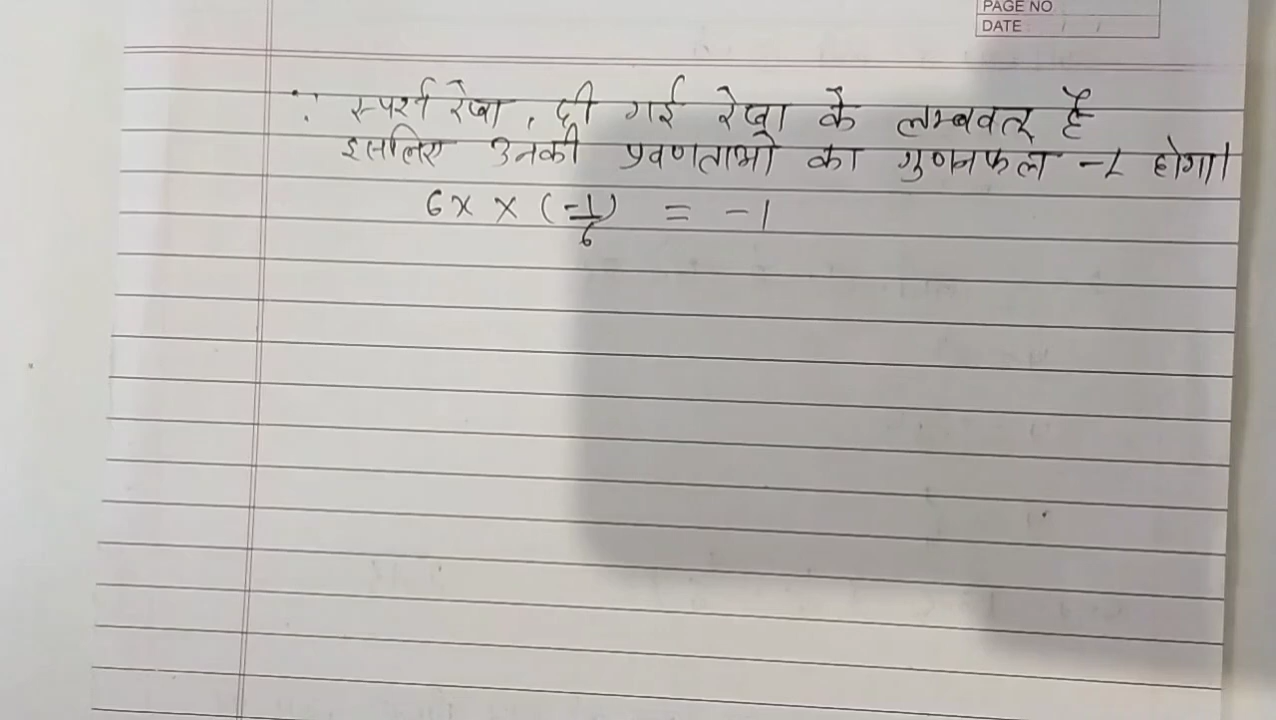 PAGE NO
DATE / /
∵ स्पर्श रेखा, दी गई रेखा के लम्बवत् है
इसलिए उनकी प्रवणताओं का गुणनफल -1 होगा।
6x × (-1/6) = -1